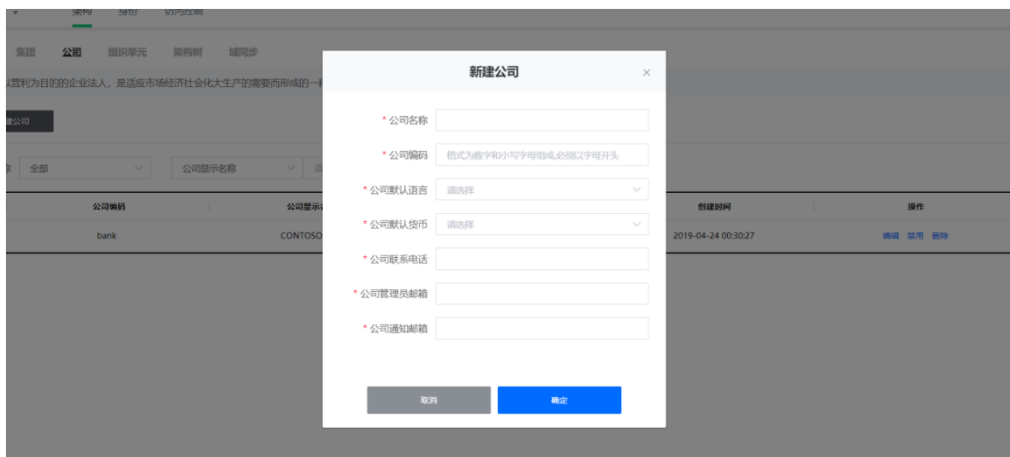 架构 身份 访问控制
集团 公司 组织单元 架构树 域同步
以营利为目的的企业法人，是适应市场经济社会化大生产的需要而形成的一种
建公司
称 全部 公司显示名称
公司编码 公司显示 创建时间 操作
bank CONTOSO 2019-04-24 00:30:27 编辑 禁用 删除
新建公司 ×
* 公司名称
* 公司编码 格式为数字和小写字母组成,必须以字母开头
* 公司默认语言 请选择
* 公司默认货币 请选择
* 公司联系电话
* 公司管理员邮箱
* 公司通知邮箱
取消 确定